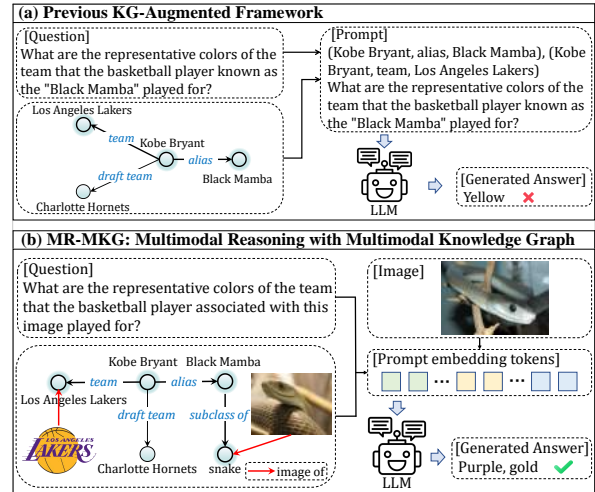 (a) Previous KG-Augmented Framework
[Question]
What are the representative colors of the
team that the basketball player known as
the "Black Mamba" played for?
Los Angeles Lakers
team
Kobe Bryant
alias
Black Mamba
draft team
Charlotte Hornets
[Prompt]
(Kobe Bryant, alias, Black Mamba), (Kobe
Bryant, team, Los Angeles Lakers)
What are the representative colors of the
team that the basketball player known as
the "Black Mamba" played for?
LLM
[Generated Answer]
Yellow
(b) MR-MKG: Multimodal Reasoning with Multimodal Knowledge Graph
[Question]
What are the representative colors of the team
that the basketball player associated with this
image played for?
Kobe Bryant
Black Mamba
team
alias
Los Angeles Lakers
draft team
subclass of
LOS ANGELES
LAKERS
Charlotte Hornets
snake
image of
[Image]
[Prompt embedding tokens]
...
...
LLM
[Generated Answer]
Purple, gold